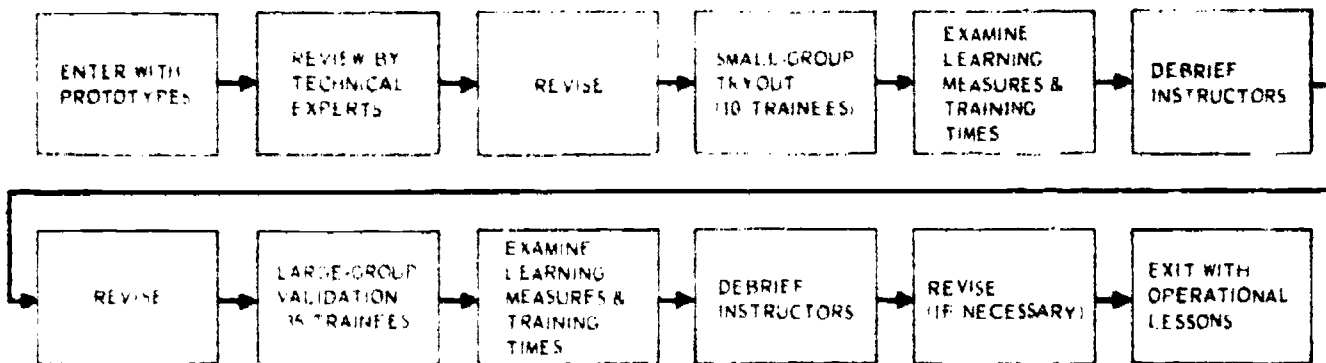 ENTER WITH
PROTOTYPES
REVIEW BY
TECHNICAL
EXPERTS
REVISE
SMALL-GROUP
TRYOUT
(10 TRAINEES)
EXAMINE
LEARNING
MEASURES &
TRAINING
TIMES
DEBRIEF
INSTRUCTORS
REVISE
LARGE-GROUP
VALIDATION
TRAINEES
EXAMINE
LEARNING
MEASURES &
TRAINING
TIMES
DEBRIEF
INSTRUCTORS
REVISE
(IF NECESSARY)
EXIT WITH
OPERATIONAL
LESSONS